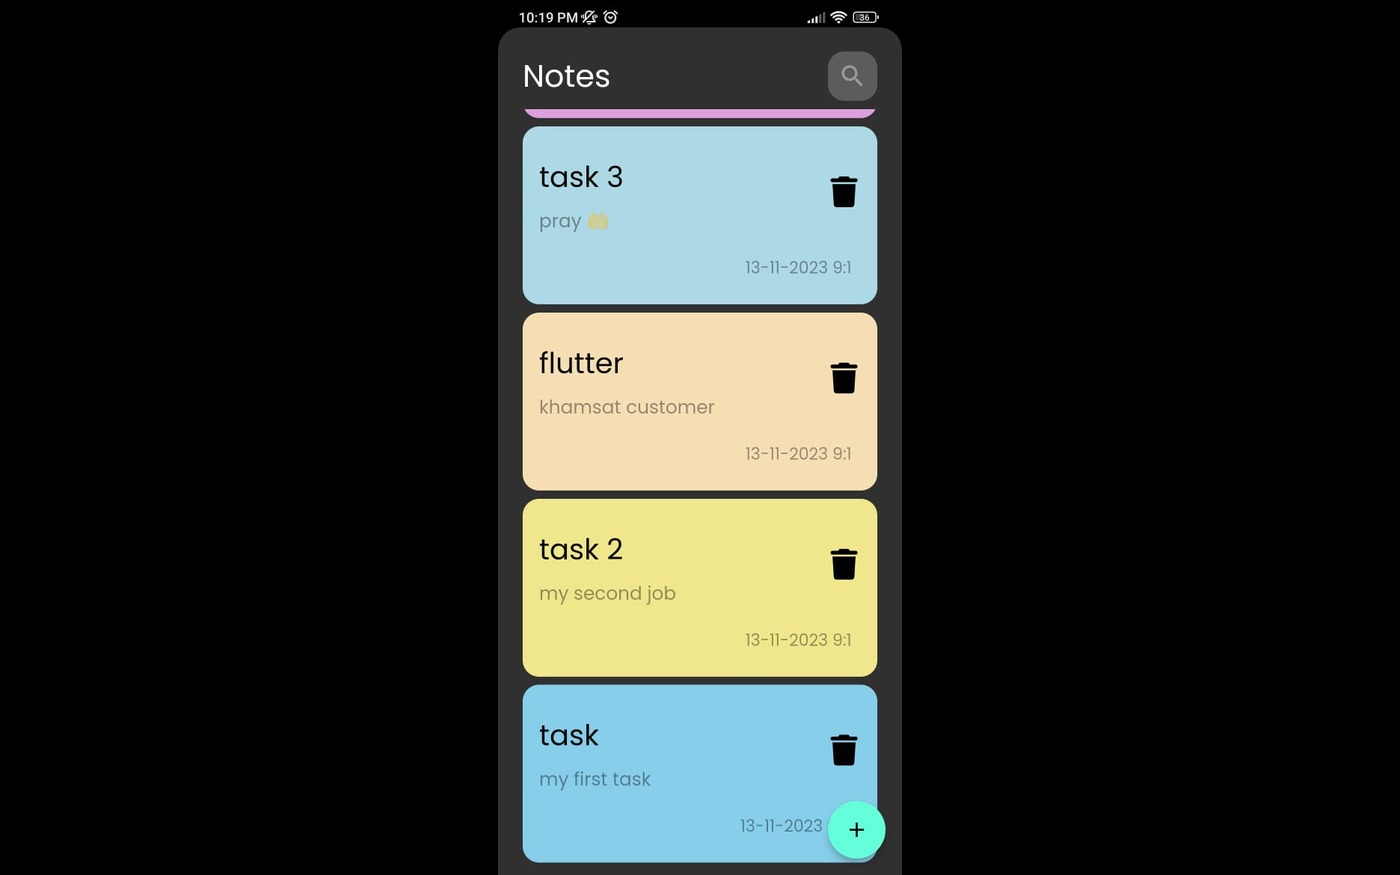 10:19 PM
36
Notes
task 3
pray 🤲
13-11-2023 9:1
flutter
khamsat customer
13-11-2023 9:1
task 2
my second job
13-11-2023 9:1
task
my first task
13-11-2023
+